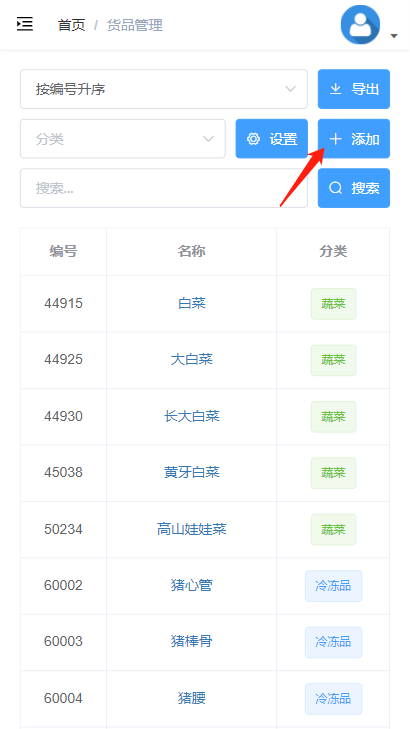 首页 / 货品管理
按编号升序 导出
分类 设置 添加
搜索... 搜索
编号 名称 分类
44915 白菜 蔬菜
44925 大白菜 蔬菜
44930 长大白菜 蔬菜
45038 黄牙白菜 蔬菜
50234 高山娃娃菜 蔬菜
60002 猪心管 冷冻品
60003 猪棒骨 冷冻品
60004 猪腰 冷冻品